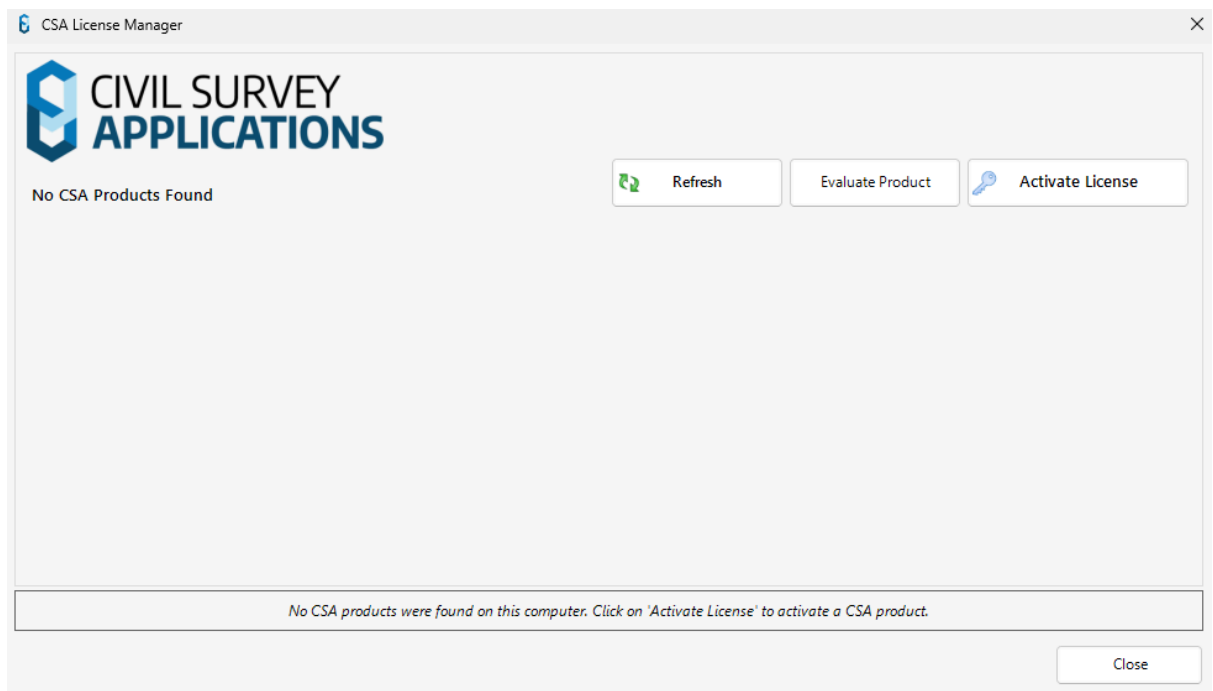 CSA License Manager
CIVIL SURVEY
APPLICATIONS
No CSA Products Found
Refresh
Evaluate Product
Activate License
No CSA products were found on this computer. Click on 'Activate License' to activate a CSA product.
Close